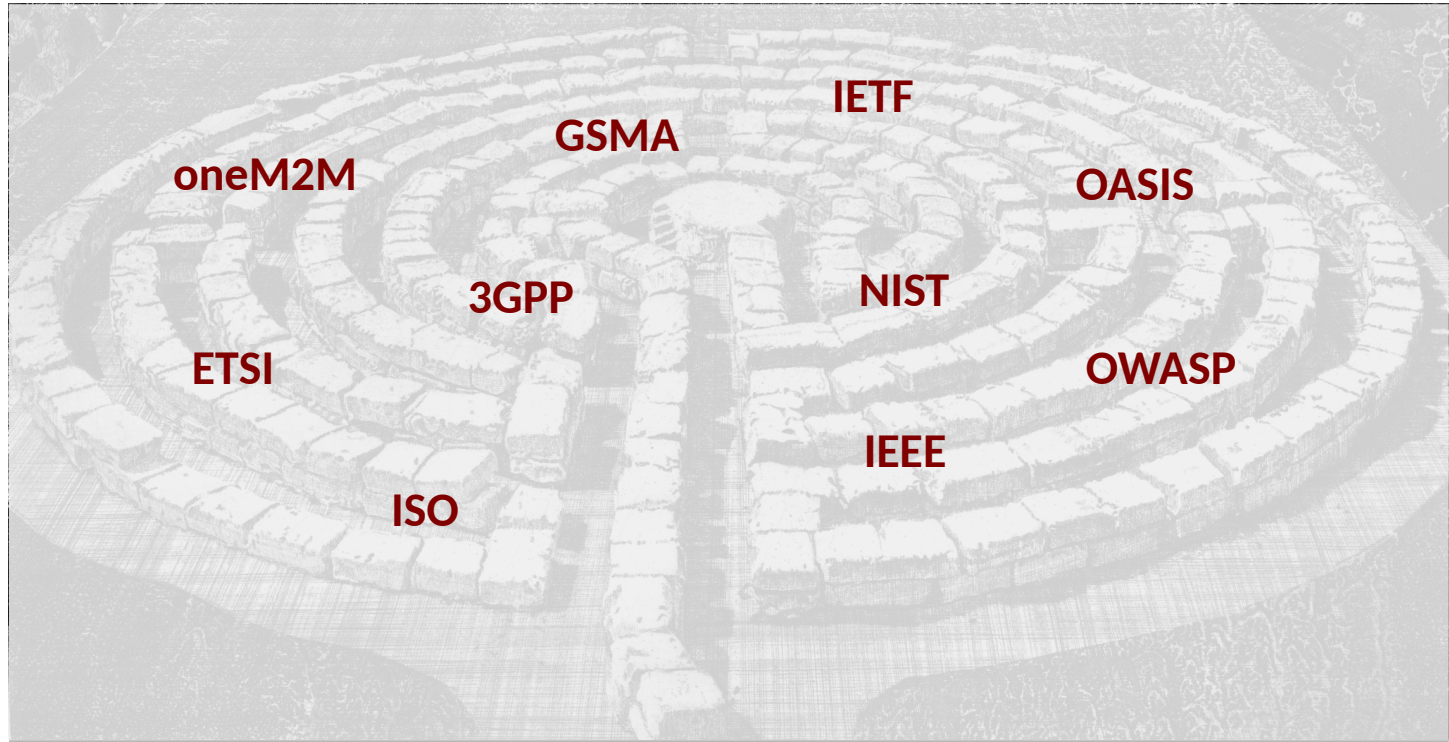 IETF
GSMA
oneM2M
OASIS
3GPP
NIST
ETSI
OWASP
IEEE
ISO